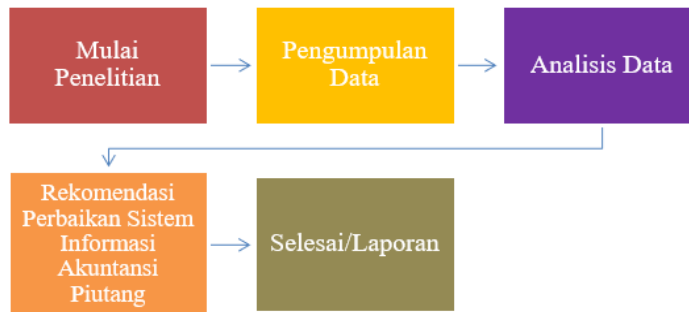 Mulai
Penelitian
Pengumpulan
Data
Analisis Data
Rekomendasi
Perbaikan Sistem
Informasi
Akuntansi
Piutang
Selesai/Laporan